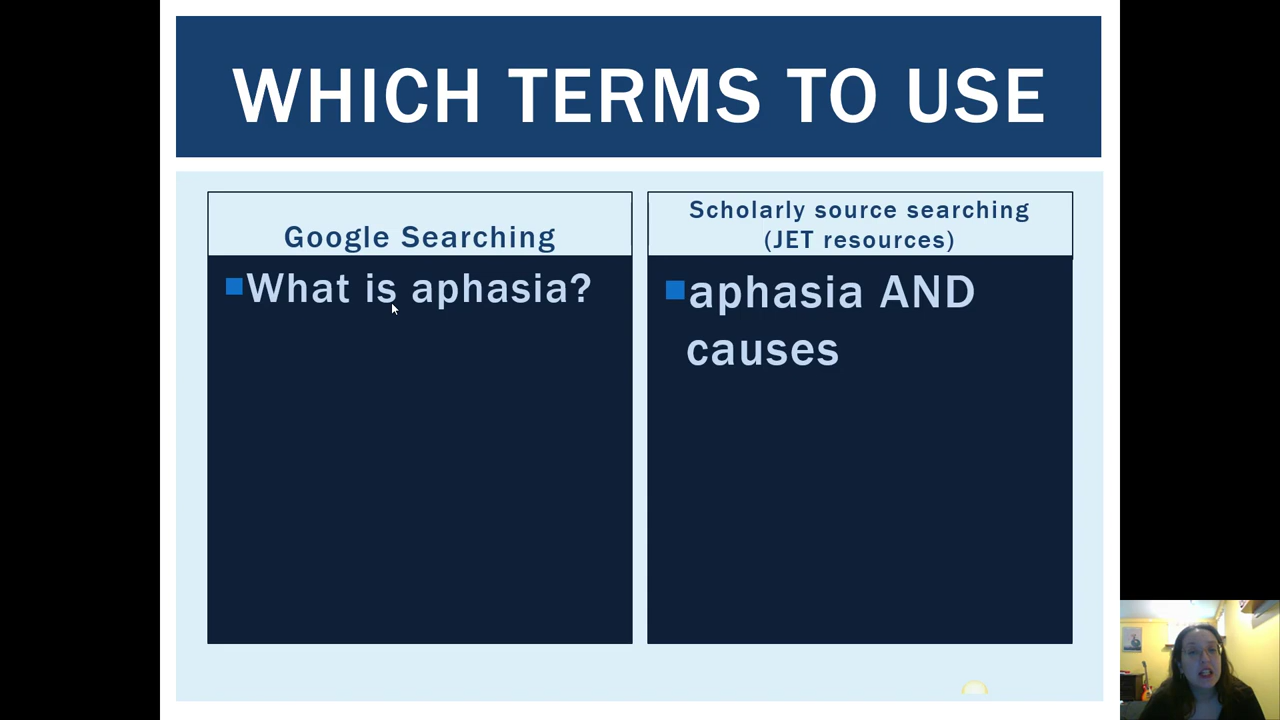 WHICH TERMS TO USE
Google Searching
What is aphasia?
Scholarly source searching
(JET resources)
aphasia AND
causes